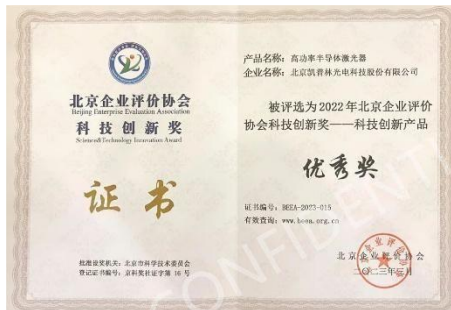 北京企业评价协会
Beijing Enterprise Evaluation Association
科技创新奖
Science&Technology Innovation Award
证书
批准设奖机关：北京市科学技术委员会
登记证书编号：京科奖社证字第 16 号
产品名称：高功率半导体激光器
企业名称：北京凯普林光电科技股份有限公司
被评选为2022年北京企业评价
协会科技创新奖——科技创新产品
优秀奖
证书编号：BEEA-2023-015
有效查询：www.beea.org.cn
北京企业评价协会
二〇二三年三月
CONFIDENTI